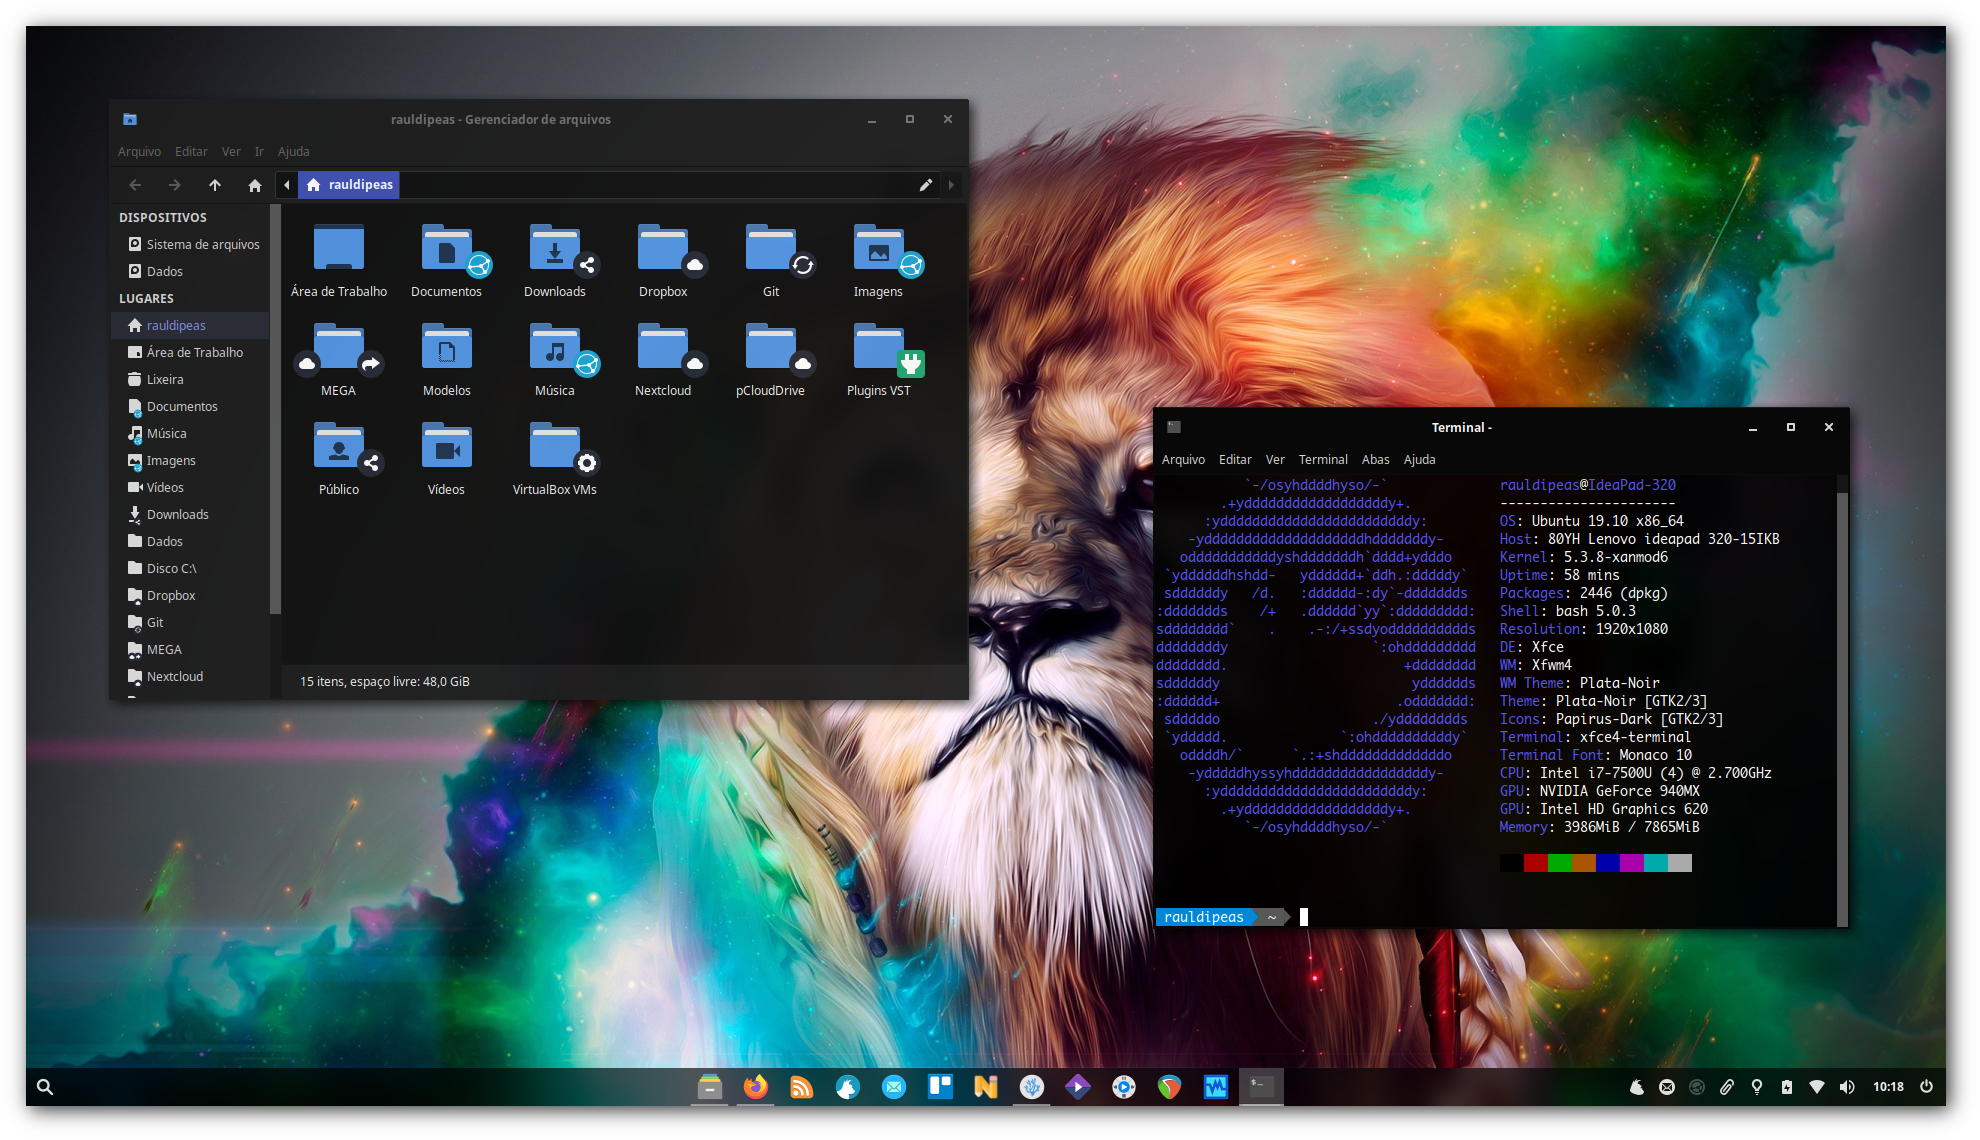 rauldipeas - Gerenciador de arquivos
Arquivo Editar Ver Ir Ajuda
rauldipeas
DISPOSITIVOS
Sistema de arquivos
Dados
LUGARES
rauldipeas
Área de Trabalho
Lixeira
Documentos
Música
Imagens
Vídeos
Downloads
Dados
Disco C:\
Dropbox
Git
MEGA
Nextcloud
Área de Trabalho Documentos Downloads Dropbox Git Imagens
MEGA Modelos Música Nextcloud pCloudDrive Plugins VST
Público Vídeos VirtualBox VMs
15 itens, espaço livre: 48,0 GiB
Terminal -
Arquivo Editar Ver Terminal Abas Ajuda
rauldipeas@IdeaPad-320
----------------------
OS: Ubuntu 19.10 x86_64
Host: 80YH Lenovo ideapad 320-15IKB
Kernel: 5.3.8-xanmod6
Uptime: 58 mins
Packages: 2446 (dpkg)
Shell: bash 5.0.3
Resolution: 1920x1080
DE: Xfce
WM: Xfwm4
WM Theme: Plata-Noir
Theme: Plata-Noir [GTK2/3]
Icons: Papirus-Dark [GTK2/3]
Terminal: xfce4-terminal
Terminal Font: Monaco 10
CPU: Intel i7-7500U (4) @ 2.700GHz
GPU: NVIDIA GeForce 940MX
GPU: Intel HD Graphics 620
Memory: 3986MiB / 7865MiB
rauldipeas ~
10:18